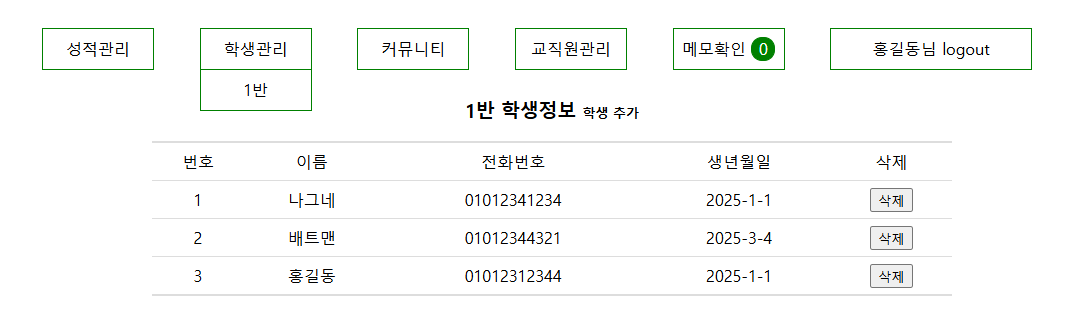 성적관리 학생관리 커뮤니티 교직원관리 메모확인 0 홍길동님 logout
1반
1반 학생정보 학생 추가
번호 이름 전화번호 생년월일 삭제
1 나그네 01012341234 2025-1-1 삭제
2 배트맨 01012344321 2025-3-4 삭제
3 홍길동 01012312344 2025-1-1 삭제